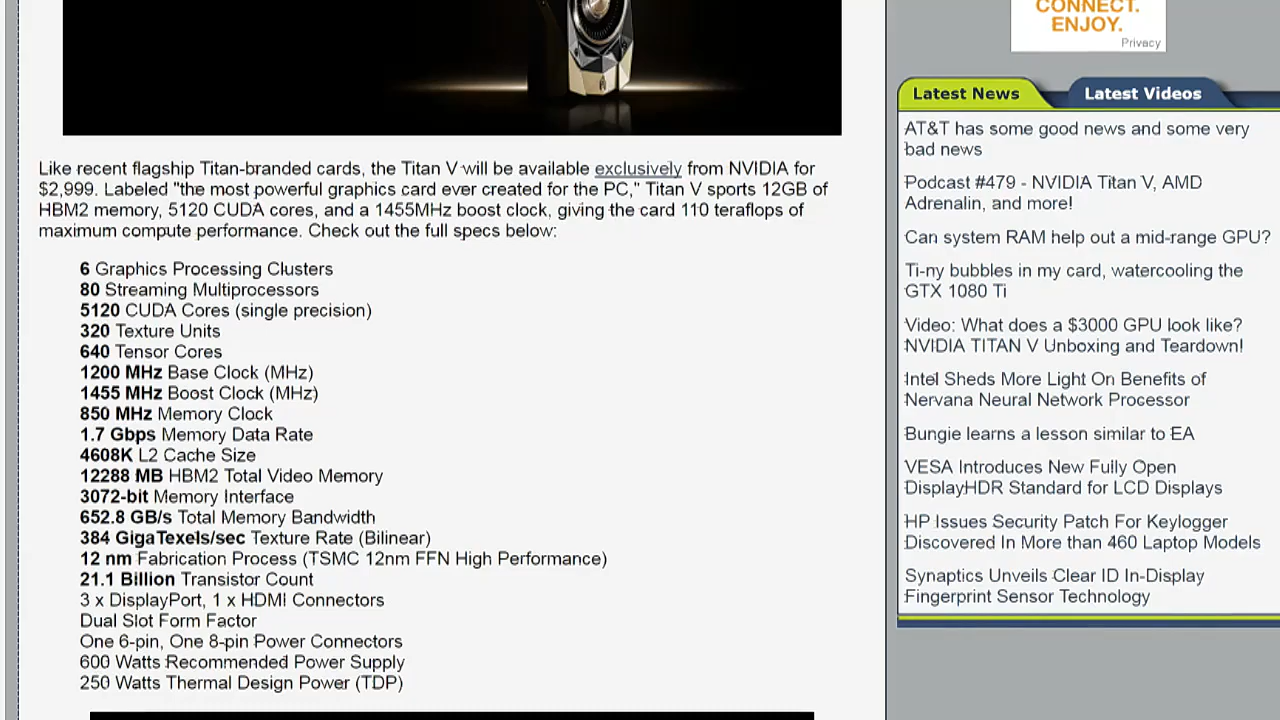 CONNECT.
ENJOY.
Privacy
Like recent flagship Titan-branded cards, the Titan V will be available exclusively from NVIDIA for
$2,999. Labeled "the most powerful graphics card ever created for the PC," Titan V sports 12GB of
HBM2 memory, 5120 CUDA cores, and a 1455MHz boost clock, giving the card 110 teraflops of
maximum compute performance. Check out the full specs below:
6 Graphics Processing Clusters
80 Streaming Multiprocessors
5120 CUDA Cores (single precision)
320 Texture Units
640 Tensor Cores
1200 MHz Base Clock (MHz)
1455 MHz Boost Clock (MHz)
850 MHz Memory Clock
1.7 Gbps Memory Data Rate
4608K L2 Cache Size
12288 MB HBM2 Total Video Memory
3072-bit Memory Interface
652.8 GB/s Total Memory Bandwidth
384 GigaTexels/sec Texture Rate (Bilinear)
12 nm Fabrication Process (TSMC 12nm FFN High Performance)
21.1 Billion Transistor Count
3 x DisplayPort, 1 x HDMI Connectors
Dual Slot Form Factor
One 6-pin, One 8-pin Power Connectors
600 Watts Recommended Power Supply
250 Watts Thermal Design Power (TDP)
Latest News
Latest Videos
AT&T has some good news and some very
bad news
Podcast #479 - NVIDIA Titan V, AMD
Adrenalin, and more!
Can system RAM help out a mid-range GPU?
Ti-ny bubbles in my card, watercooling the
GTX 1080 Ti
Video: What does a $3000 GPU look like?
NVIDIA TITAN V Unboxing and Teardown!
Intel Sheds More Light On Benefits of
Nervana Neural Network Processor
Bungie learns a lesson similar to EA
VESA Introduces New Fully Open
DisplayHDR Standard for LCD Displays
HP Issues Security Patch For Keylogger
Discovered In More than 460 Laptop Models
Synaptics Unveils Clear ID In-Display
Fingerprint Sensor Technology